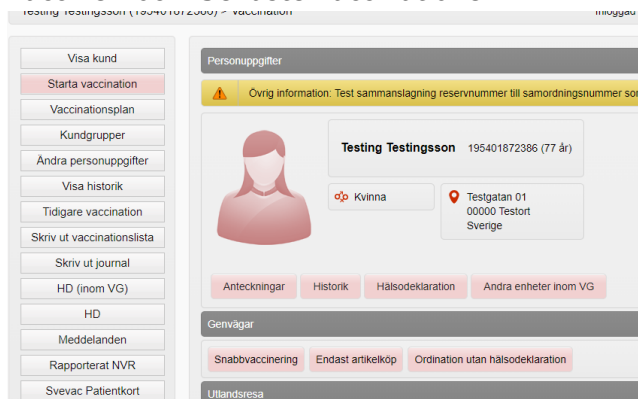 Testing Testingsson (195401872386) > Vaccination
Inloggad
Visa kund
Starta vaccination
Vaccinationsplan
Kundgrupper
Ändra personuppgifter
Visa historik
Tidigare vaccination
Skriv ut vaccinationslista
Skriv ut journal
HD (inom VG)
HD
Meddelanden
Rapporterat NVR
Svevac Patientkort
Personuppgifter
Övrig information: Test sammanslagning reservnummer till samordningsnummer som
Testing Testingsson 195401872386 (77 år)
Kvinna
Testgatan 01
00000 Testort
Sverige
Anteckningar
Historik
Hälsodeklaration
Andra enheter inom VG
Genvägar
Snabbvaccinering
Endast artikelköp
Ordination utan hälsodeklaration
Utlandsresa